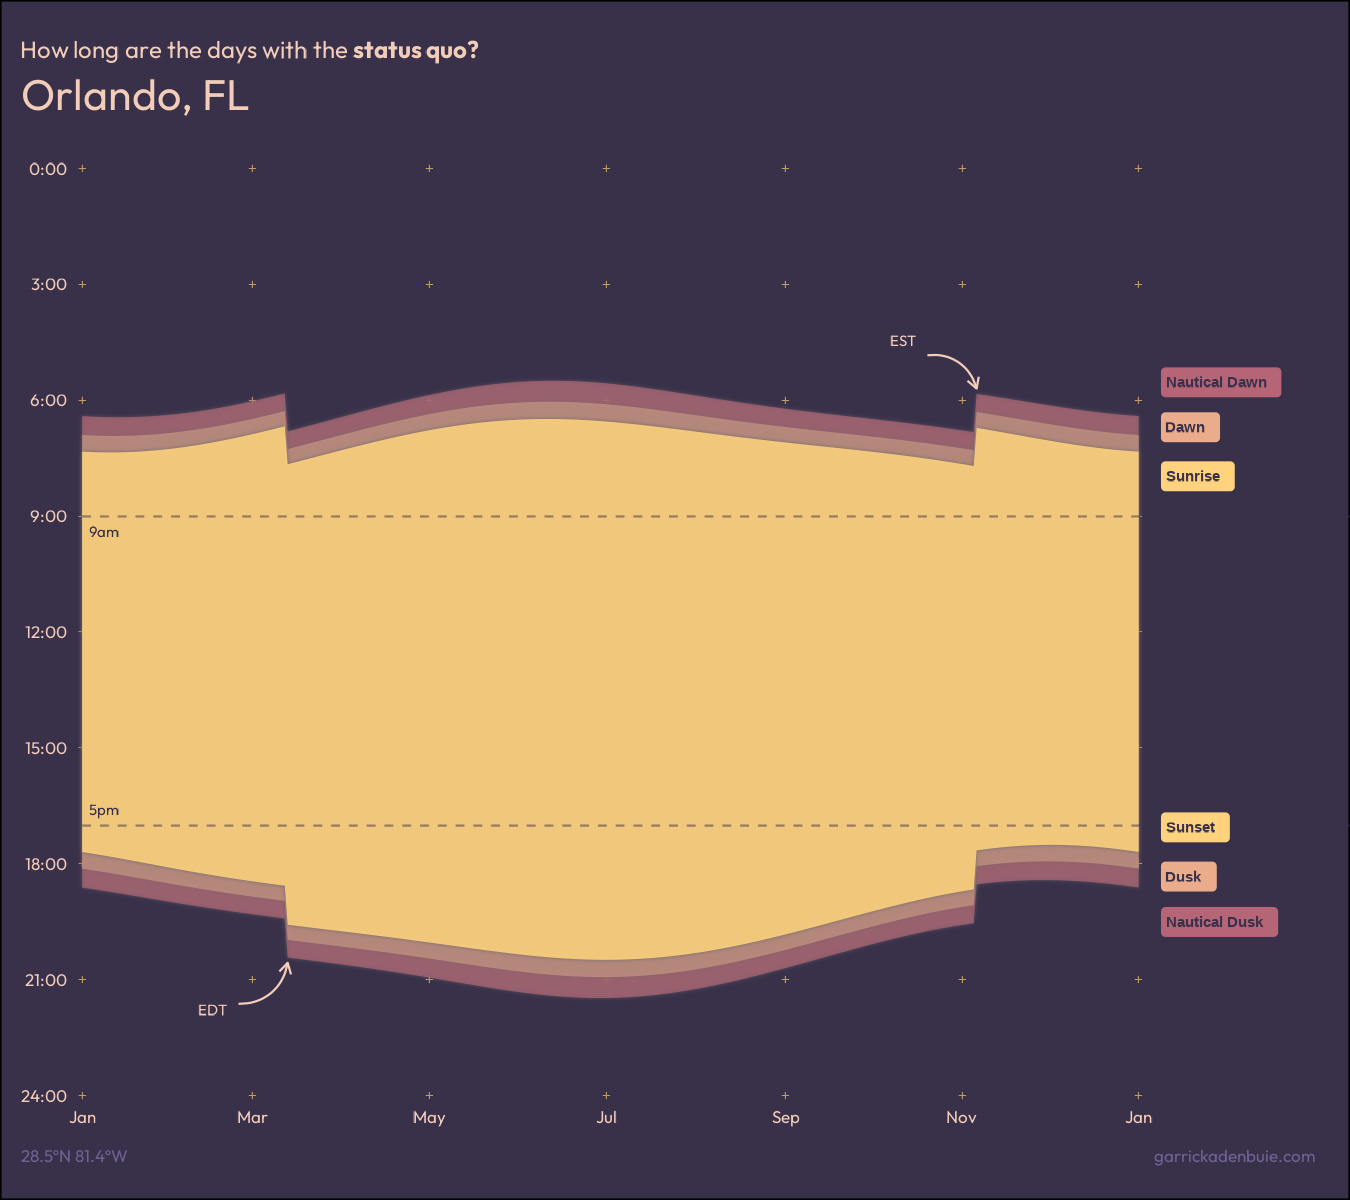 How long are the days with the status quo?
Orlando, FL
0:00
3:00
EST
Nautical Dawn
6:00
Dawn
Sunrise
9:00
9am
12:00
15:00
5pm
Sunset
18:00
Dusk
Nautical Dusk
21:00
EDT
24:00
Jan Mar May Jul Sep Nov Jan
28.5°N 81.4°W garrickadenbuie.com